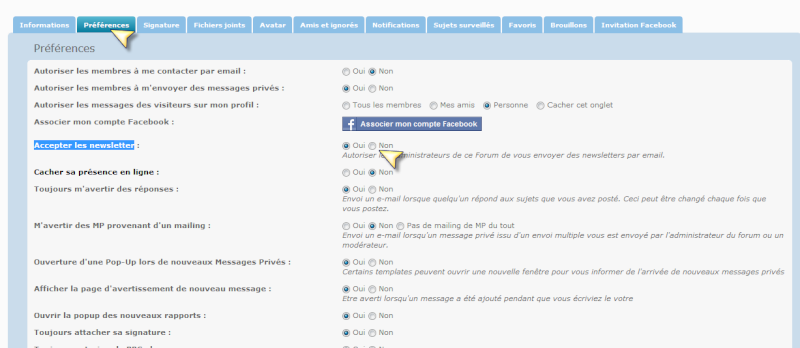 Informations Préférences Signature Fichiers joints Avatar Amis et ignorés Notifications Sujets surveillés Favoris Brouillons Invitation Facebook
Préférences
Autoriser les membres à me contacter par email : Oui Non
Autoriser les membres à m'envoyer des messages privés : Oui Non
Autoriser les messages des visiteurs sur mon profil : Tous les membres Mes amis Personne Cacher cet onglet
Associer mon compte Facebook : f Associer mon compte Facebook
Accepter les newsletter : Oui Non
Autoriser administrateurs de ce Forum de vous envoyer des newsletters par email.
Cacher sa présence en ligne : Oui Non
Toujours m'avertir des réponses : Oui Non
Envoi un e-mail lorsque quelqu'un répond aux sujets que vous avez posté. Ceci peut être changé chaque fois que
vous postez.
M'avertir des MP provenant d'un mailing : Oui Non Pas de mailing de MP du tout
Envoi un e-mail lorsqu'un message privé issu d'un envoi multiple vous est envoyé par l'administrateur du forum ou un
modérateur.
Ouverture d'une Pop-Up lors de nouveaux Messages Privés : Oui Non
Certains templates peuvent ouvrir une nouvelle fenêtre pour vous informer de l'arrivée de nouveaux messages privés
Afficher la page d'avertissement de nouveau message : Oui Non
Etre averti lorsqu'un message a été ajouté pendant que vous écriviez le votre
Ouvrir la popup des nouveaux rapports : Oui Non
Toujours attacher sa signature : Oui Non